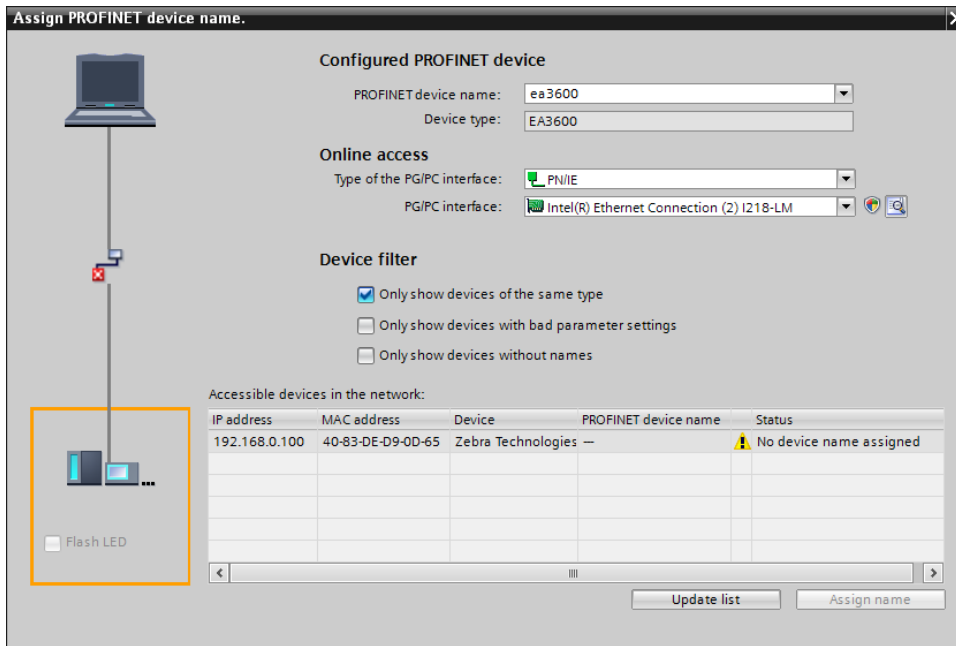 Assign PROFINET device name.
Configured PROFINET device
PROFINET device name: ea3600
Device type: EA3600
Online access
Type of the PG/PC interface: PN/IE
PG/PC interface: Intel(R) Ethernet Connection (2) I218-LM
Device filter
Only show devices of the same type
Only show devices with bad parameter settings
Only show devices without names
Accessible devices in the network:
IP address MAC address Device PROFINET device name Status
192.168.0.100 40-83-DE-D9-0D-65 Zebra Technologies — No device name assigned
Flash LED
Update list Assign name